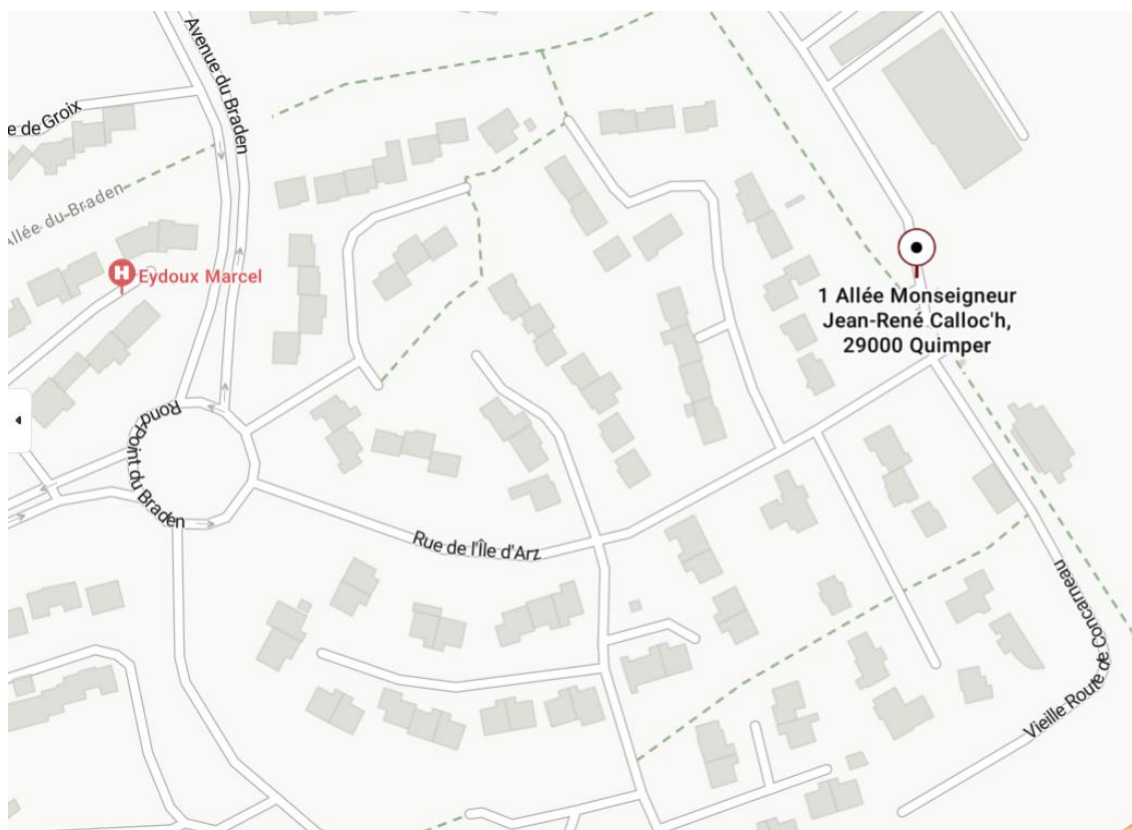 Avenue du Braden
e de Groix
Allée du Braden
H
Eydoux Marcel
1 Allée Monseigneur
Jean-René Calloc'h,
29000 Quimper
Rond-Point du Braden
Rue de l'Île d'Arz
Vieille Route de Concarneau